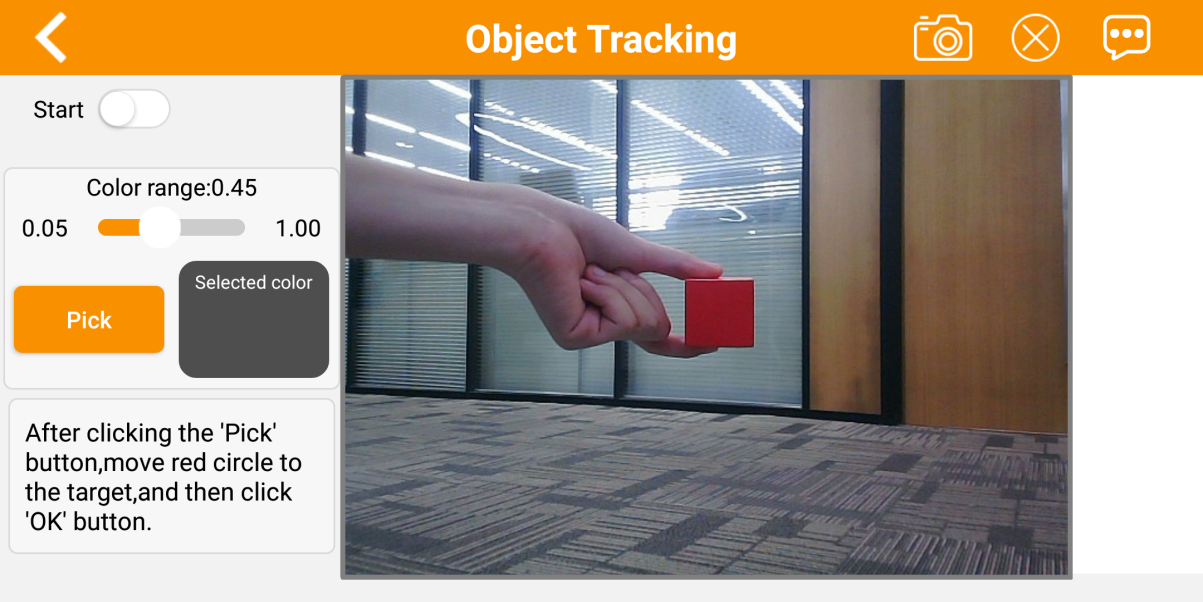 Object Tracking
Start
Color range:0.45
0.05 1.00
Pick
Selected color
After clicking the 'Pick'
button,move red circle to
the target,and then click
'OK' button.